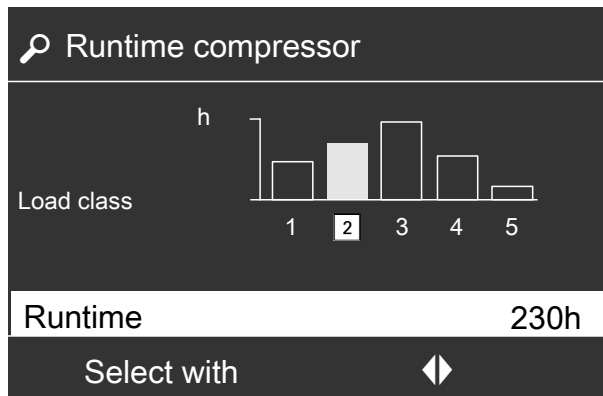 Runtime compressor
h
Load class
1 2 3 4 5
Runtime 230h
Select with